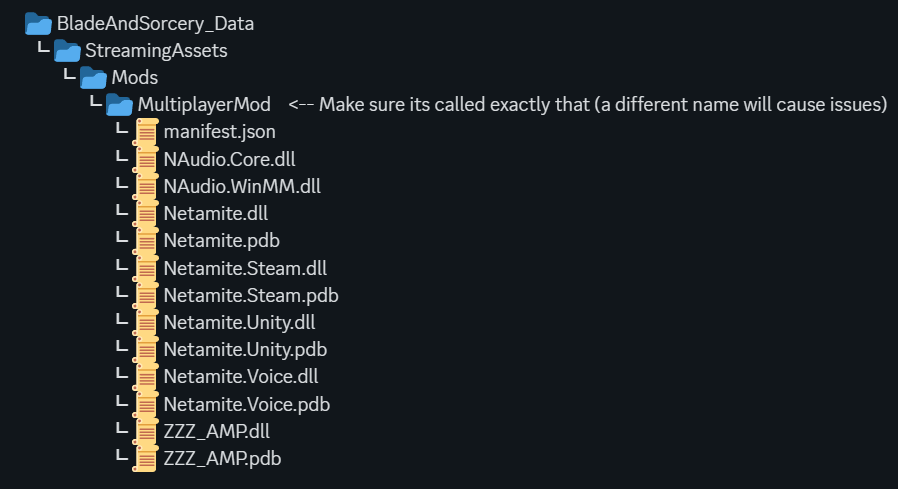 BladeAndSorcery_Data
StreamingAssets
Mods
MultiplayerMod <-- Make sure its called exactly that (a different name will cause issues)
manifest.json
NAudio.Core.dll
NAudio.WinMM.dll
Netamite.dll
Netamite.pdb
Netamite.Steam.dll
Netamite.Steam.pdb
Netamite.Unity.dll
Netamite.Unity.pdb
Netamite.Voice.dll
Netamite.Voice.pdb
ZZZ_AMP.dll
ZZZ_AMP.pdb